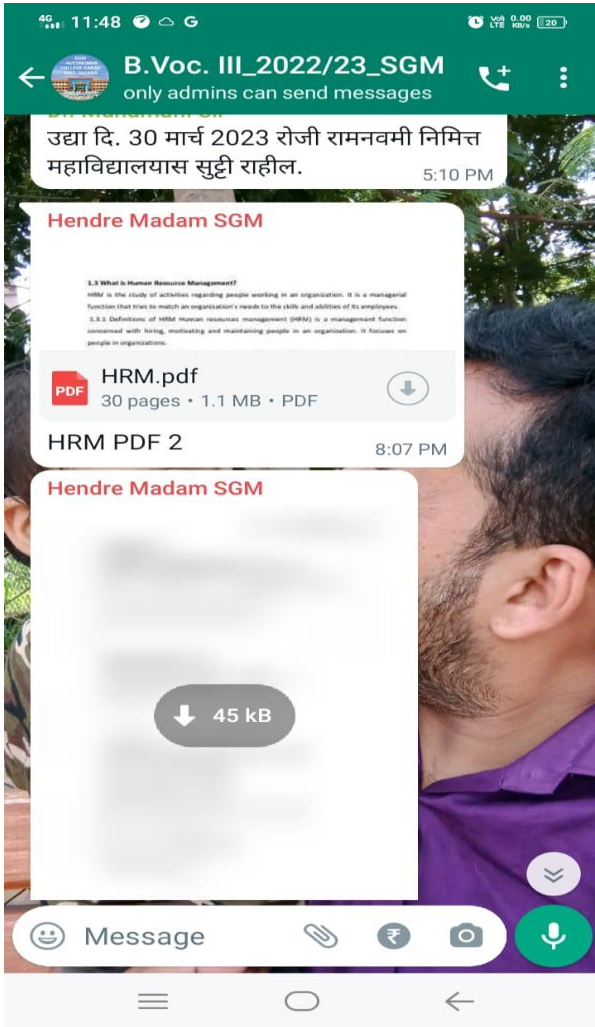 4G 11:48 G VoD LTE 0.00 KB/s 20
B.Voc. III_2022/23_SGM
only admins can send messages
उद्या दि. 30 मार्च 2023 रोजी रामनवमी निमित्त
महाविद्यालयास सुट्टी राहील.
5:10 PM
Hendre Madam SGM
1.3 What is Human Resource Management?
HRM is the study of activities regarding people working in an organization. It is a managerial
function that tries to match an organization's needs to the skills and abilities of its employees.
1.3.1 Definitions of HRM Human resources management (HRM) is a management function
concerned with hiring, motivating and maintaining people in an organization. It focuses on
people in organizations.
PDF
HRM.pdf
30 pages • 1.1 MB • PDF
HRM PDF 2
8:07 PM
Hendre Madam SGM
45 kB
Message
₹